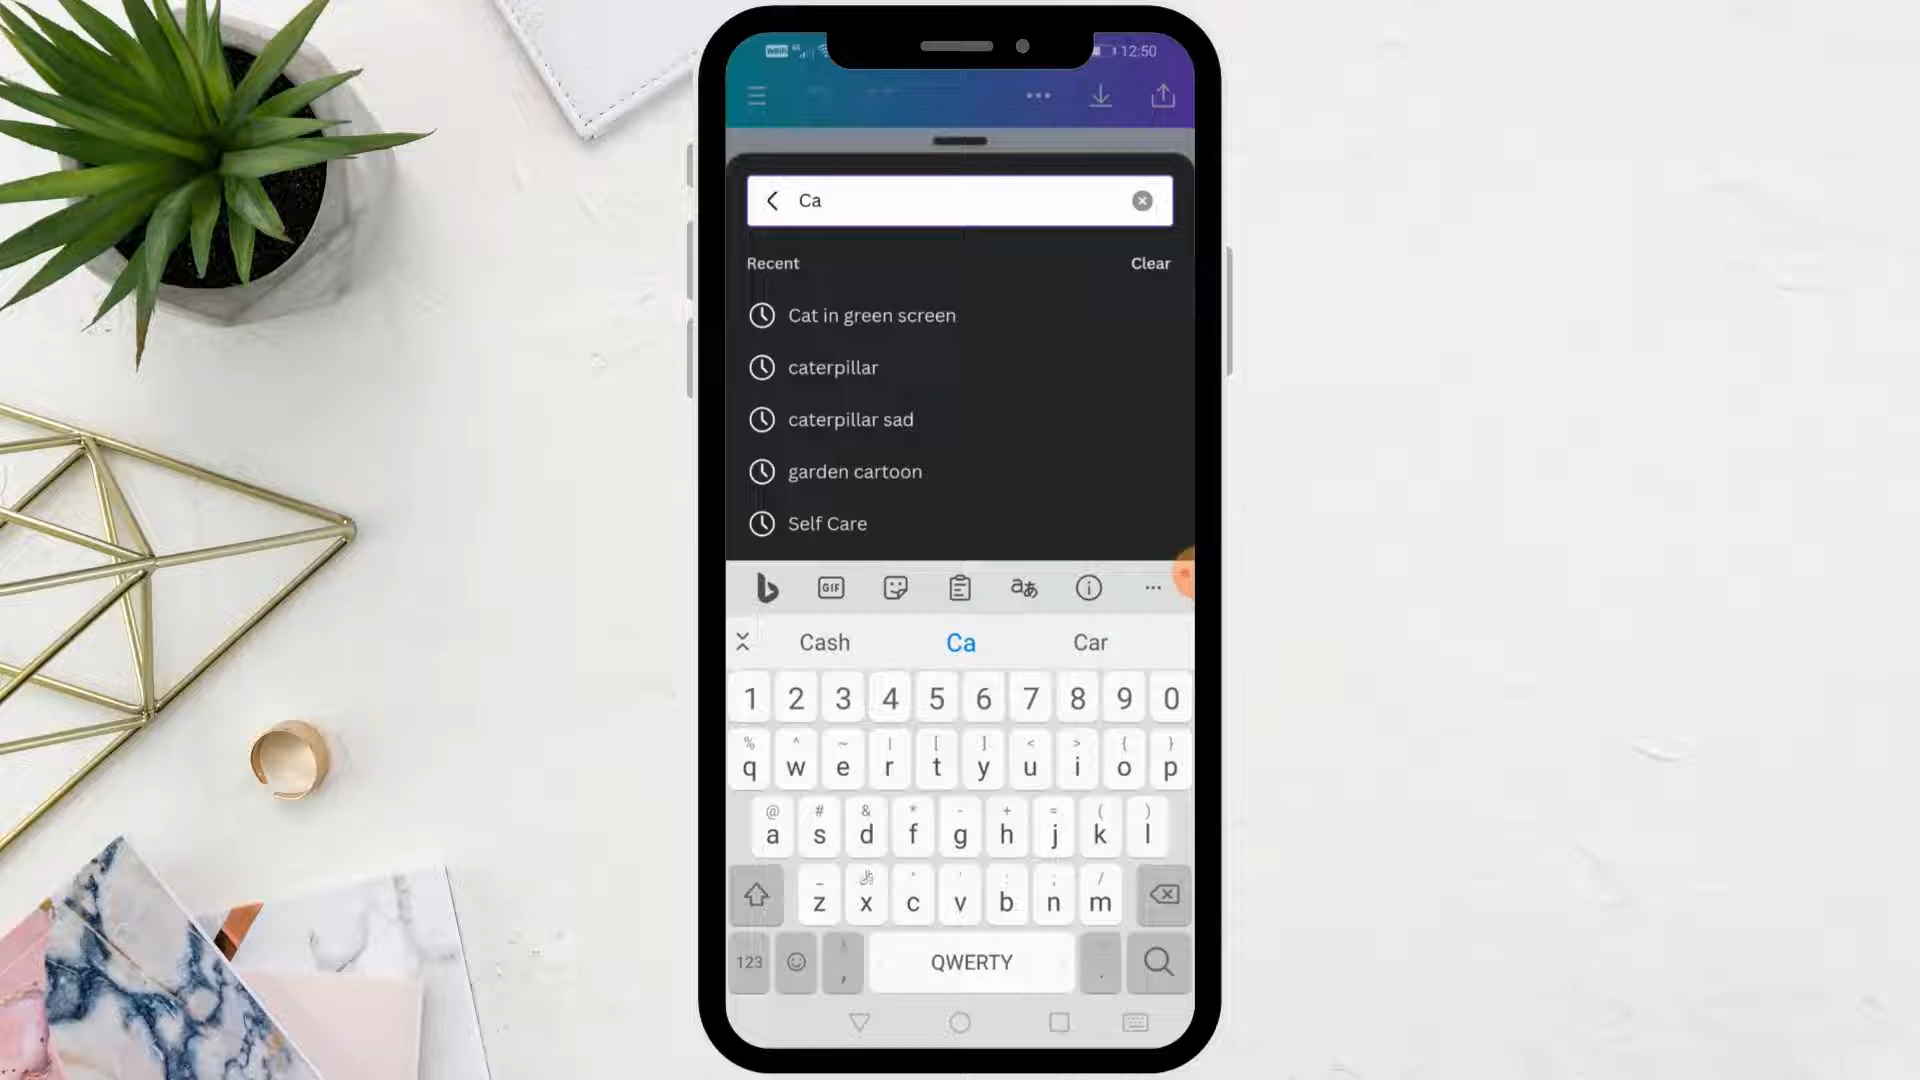 12:50
Ca
Recent Clear
Cat in green screen
caterpillar
caterpillar sad
garden cartoon
Self Care
GIF
Cash Ca Car
1 2 3 4 5 6 7 8 9 0
% ^ ~ | [ ] < > { }
q w e r t y u i o p
@ # & * - + = ( )
a s d f g h j k l
z x c v b n m
123 , QWERTY .